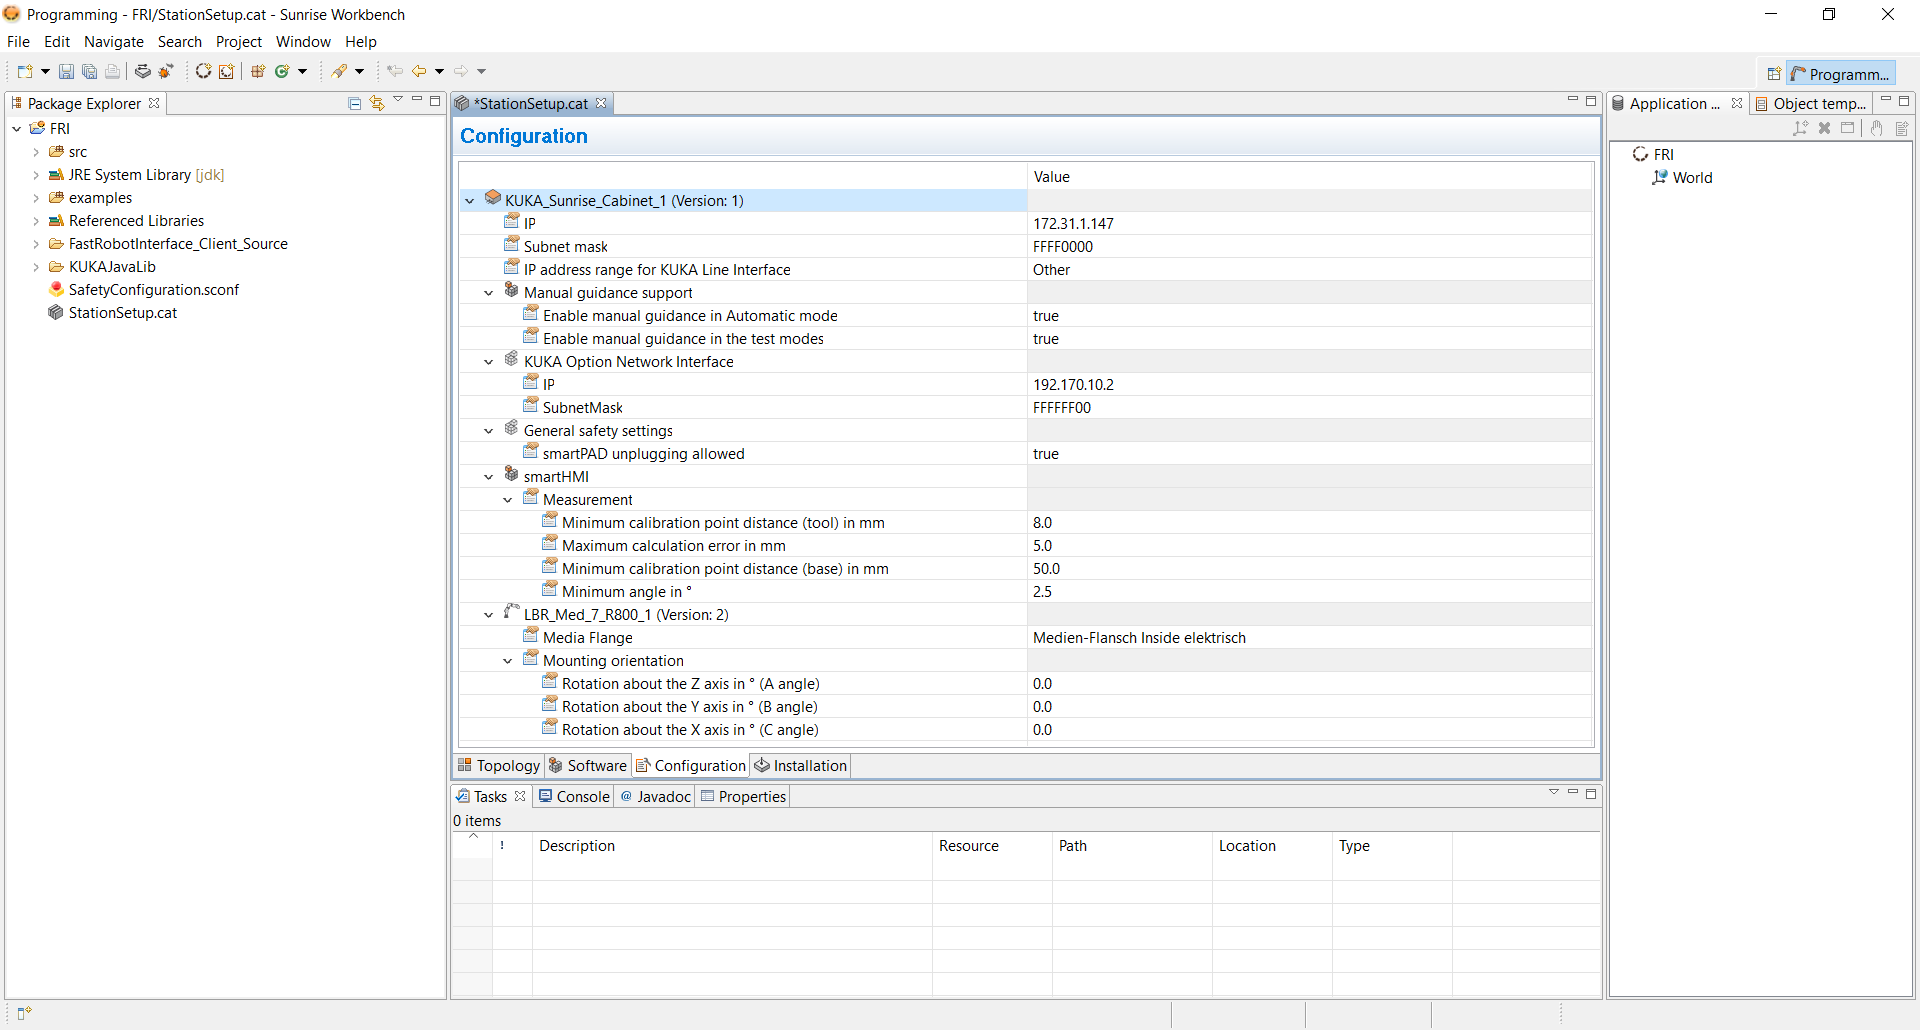 Programming - FRI/StationSetup.cat - Sunrise Workbench
File Edit Navigate Search Project Window Help
Programm...
Package Explorer
FRI
src
JRE System Library [jdk]
examples
Referenced Libraries
FastRobotInterface_Client_Source
KUKAJavaLib
SafetyConfiguration.sconf
StationSetup.cat
*StationSetup.cat
Configuration
Value
KUKA_Sunrise_Cabinet_1 (Version: 1)
IP 172.31.1.147
Subnet mask FFFF0000
IP address range for KUKA Line Interface Other
Manual guidance support
Enable manual guidance in Automatic mode true
Enable manual guidance in the test modes true
KUKA Option Network Interface
IP 192.170.10.2
SubnetMask FFFFFF00
General safety settings
smartPAD unplugging allowed true
smartHMI
Measurement
Minimum calibration point distance (tool) in mm 8.0
Maximum calculation error in mm 5.0
Minimum calibration point distance (base) in mm 50.0
Minimum angle in ° 2.5
LBR_Med_7_R800_1 (Version: 2)
Media Flange Medien-Flansch Inside elektrisch
Mounting orientation
Rotation about the Z axis in ° (A angle) 0.0
Rotation about the Y axis in ° (B angle) 0.0
Rotation about the X axis in ° (C angle) 0.0
Topology Software Configuration Installation
Tasks Console @ Javadoc Properties
0 items
! Description Resource Path Location Type
Application ... Object temp...
FRI
World